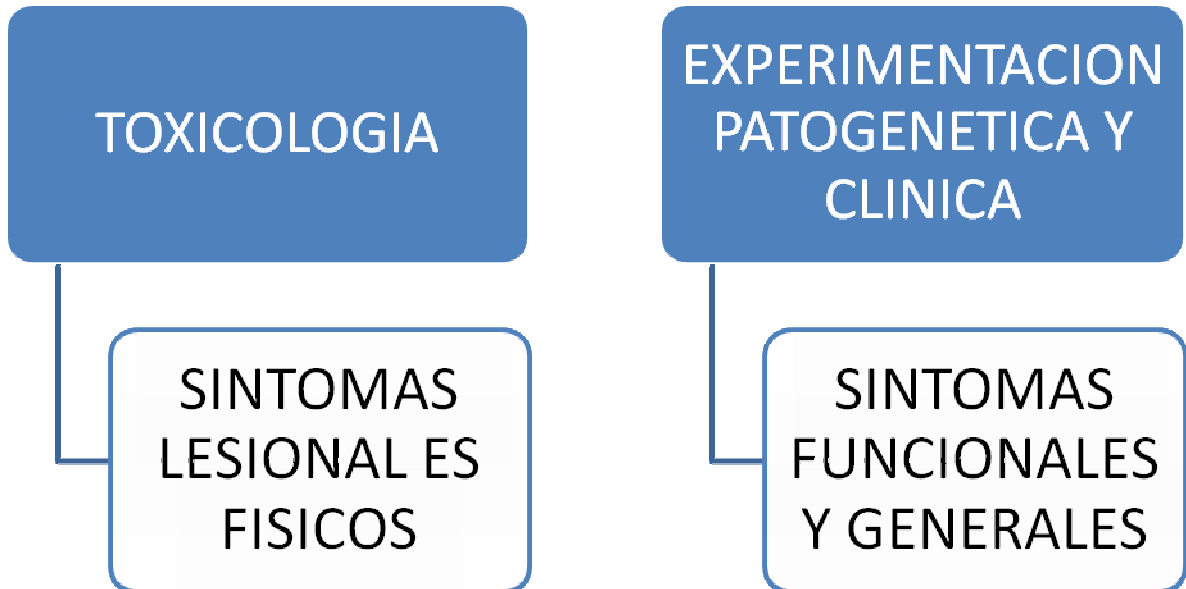 TOXICOLOGIA
SINTOMAS
LESIONAL ES
FISICOS
EXPERIMENTACION
PATOGENETICA Y
CLINICA
SINTOMAS
FUNCIONALES
Y GENERALES